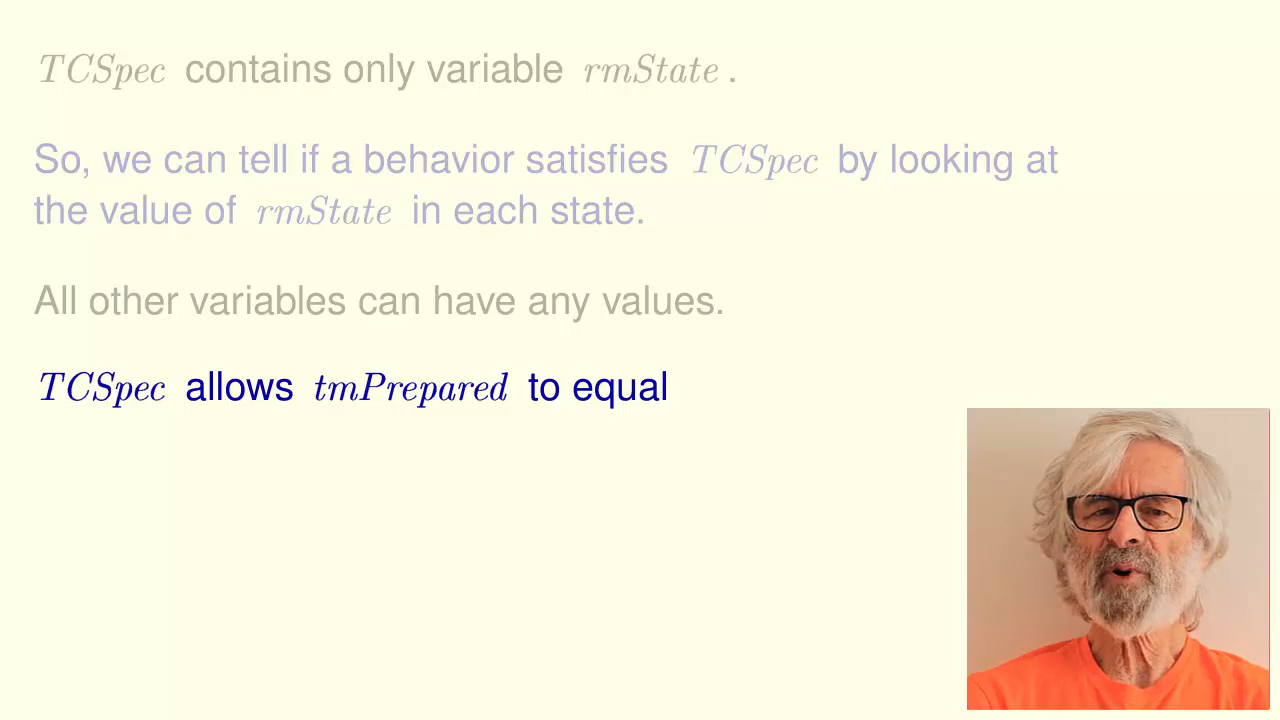 TCSpec contains only variable rmState .
So, we can tell if a behavior satisfies TCSpec by looking at
the value of rmState in each state.
All other variables can have any values.
TCSpec allows tmPrepared to equal